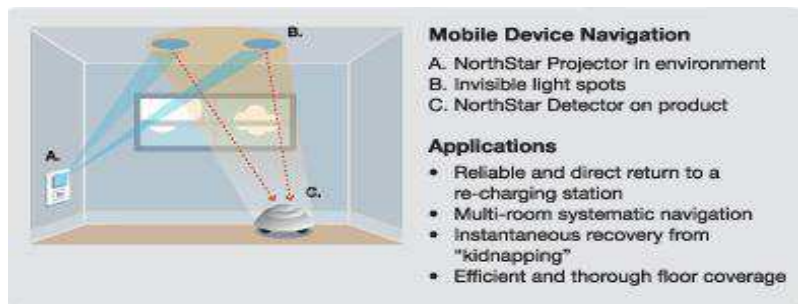 Mobile Device Navigation
A. NorthStar Projector in environment
B. Invisible light spots
C. NorthStar Detector on product
Applications
• Reliable and direct return to a
re-charging station
• Multi-room systematic navigation
• Instantaneous recovery from
"kidnapping"
• Efficient and thorough floor coverage
B.
A.
C.